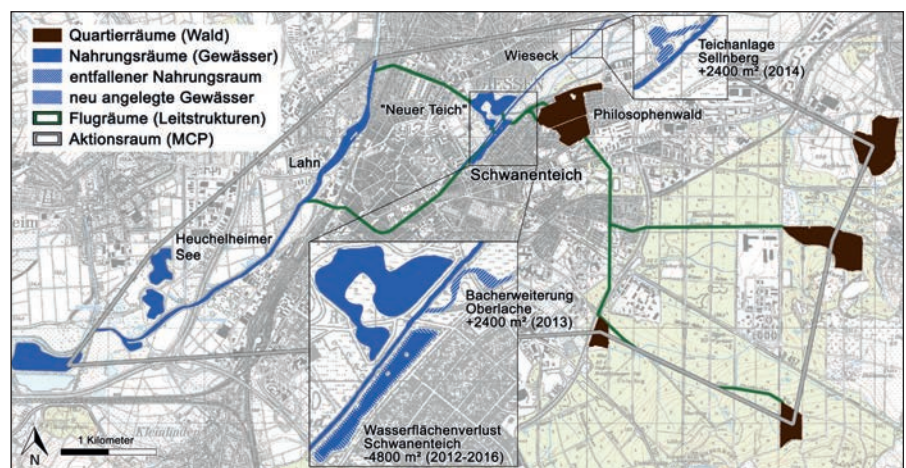 Quartierräume (Wald)
Nahrungsräume (Gewässer)
entfallener Nahrungsraum
neu angelegte Gewässer
Flugräume (Leitstrukturen)
Aktionsraum (MCP)
Wieseck
Teichanlage
Sellnberg
+2400 m² (2014)
"Neuer Teich"
Philosophenwald
Lahn
Schwanenteich
Heuchelheimer
See
Bacherweiterung
Oberlache
+2400 m² (2013)
Wasserflächenverlust
Schwanenteich
-4800 m² (2012-2016)
1 Kilometer
N
Kleinlinden